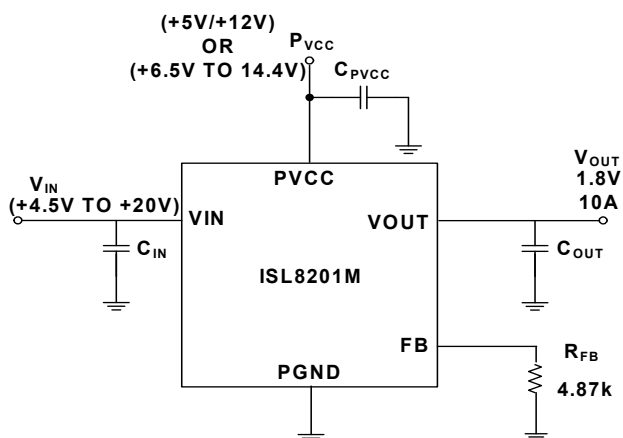 (+5V/+12V)
OR
(+6.5V TO 14.4V)
PVCC
CPVCC
PVCC
VIN
(+4.5V TO +20V)
VIN
CIN
ISL8201M
VOUT
VOUT
1.8V
10A
COUT
FB
RFB
4.87k
PGND